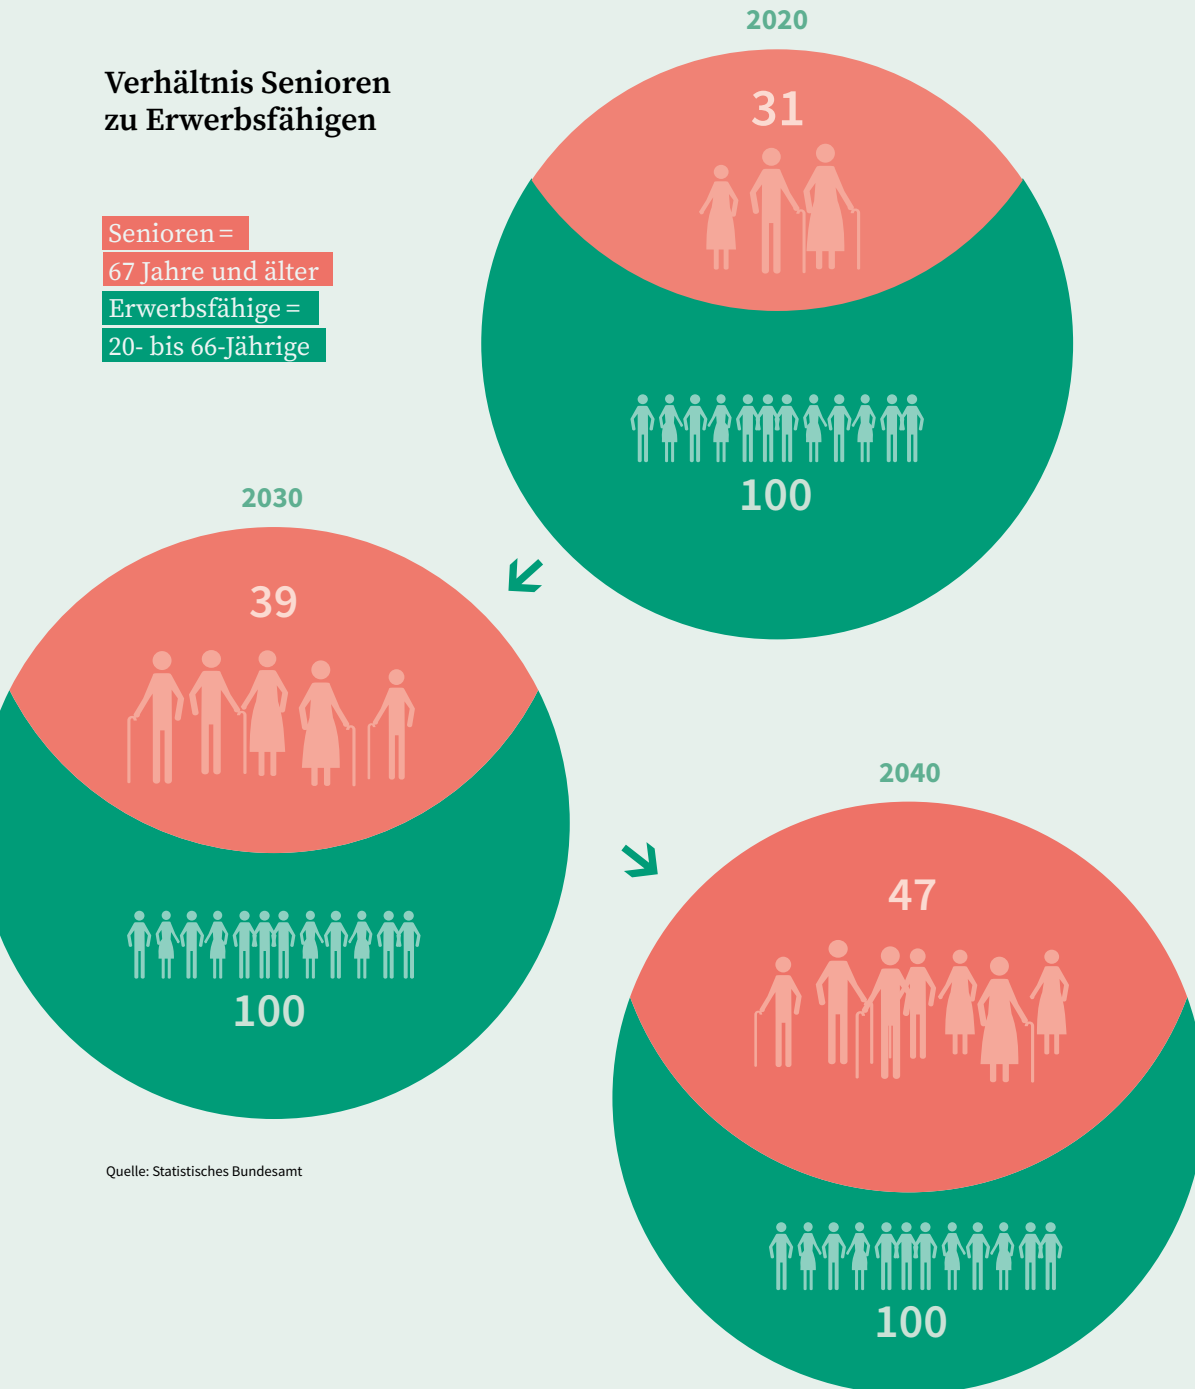 Verhältnis Senioren
zu Erwerbsfähigen
Senioren =
67 Jahre und älter
Erwerbsfähige =
20- bis 66-Jährige
2020
31
100
2030
39
100
2040
47
100
Quelle: Statistisches Bundesamt